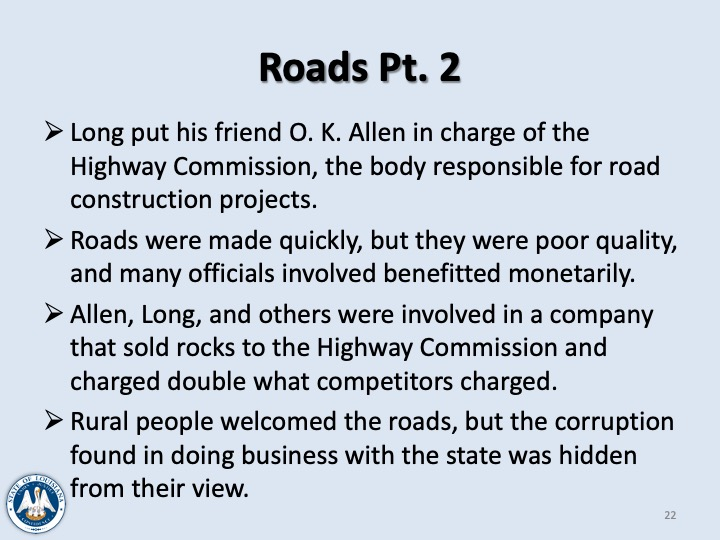 Roads Pt. 2
➢ Long put his friend O. K. Allen in charge of the
Highway Commission, the body responsible for road
construction projects.
➢ Roads were made quickly, but they were poor quality,
and many officials involved benefitted monetarily.
➢ Allen, Long, and others were involved in a company
that sold rocks to the Highway Commission and
charged double what competitors charged.
➢ Rural people welcomed the roads, but the corruption
found in doing business with the state was hidden
from their view.
STATE OF LOUISIANA
CONFIDENCE
22